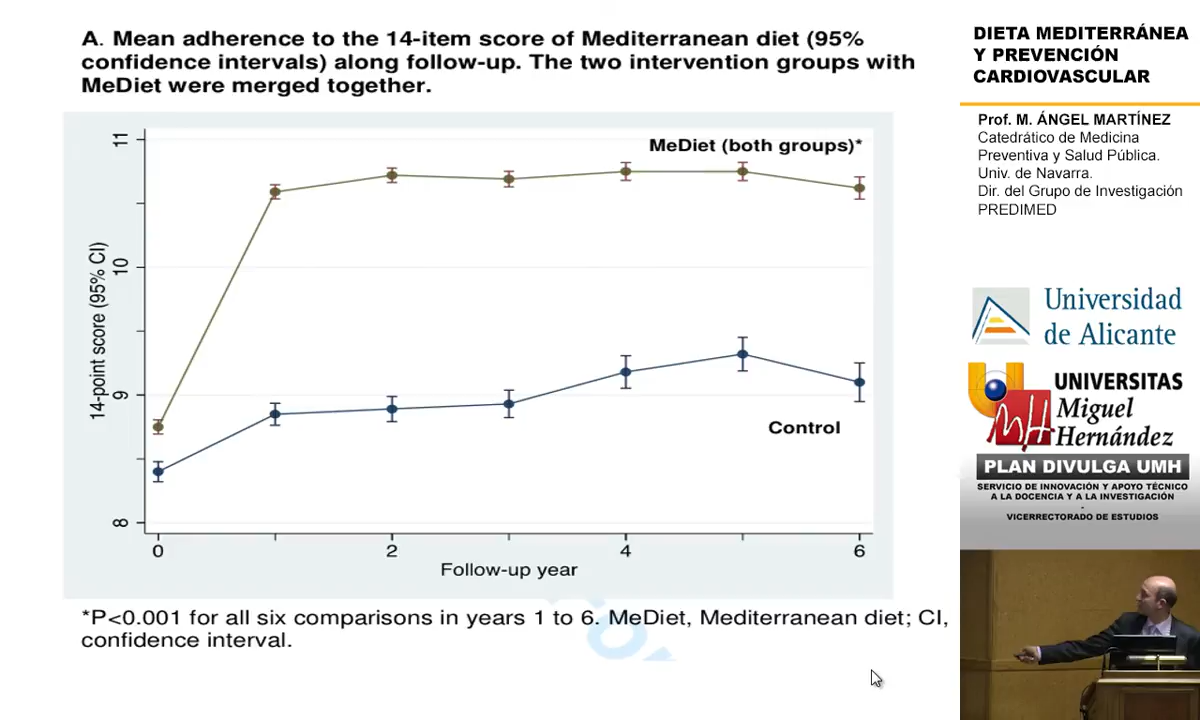 A. Mean adherence to the 14-item score of Mediterranean diet (95%
confidence intervals) along follow-up. The two intervention groups with
MeDiet were merged together.
14-point score (95% CI)
11
10
9
8
MeDiet (both groups)*
Control
0
2
4
6
Follow-up year
*P<0.001 for all six comparisons in years 1 to 6. MeDiet, Mediterranean diet; CI,
confidence interval.
DIETA MEDITERRÁNEA
Y PREVENCIÓN
CARDIOVASCULAR
Prof. M. ÁNGEL MARTÍNEZ
Catedrático de Medicina
Preventiva y Salud Pública.
Univ. de Navarra.
Dir. del Grupo de Investigación
PREDIMED
Universidad
de Alicante
UNIVERSITAS
Miguel
Hernández
PLAN DIVULGA UMH
SERVICIO DE INNOVACIÓN Y APOYO TÉCNICO
A LA DOCENCIA Y A LA INVESTIGACIÓN
-
VICERRECTORADO DE ESTUDIOS